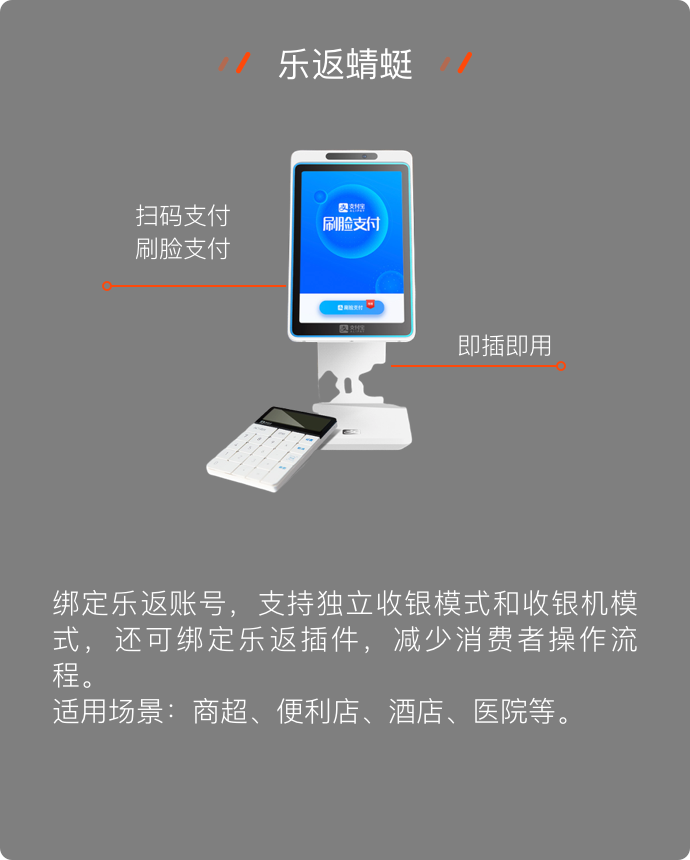 乐返蜻蜓
扫码支付
刷脸支付
支付宝
刷脸支付
刷脸支付
支付宝
即插即用
绑定乐返账号，支持独立收银模式和收银机模
式，还可绑定乐返插件，减少消费者操作流
程。
适用场景：商超、便利店、酒店、医院等。